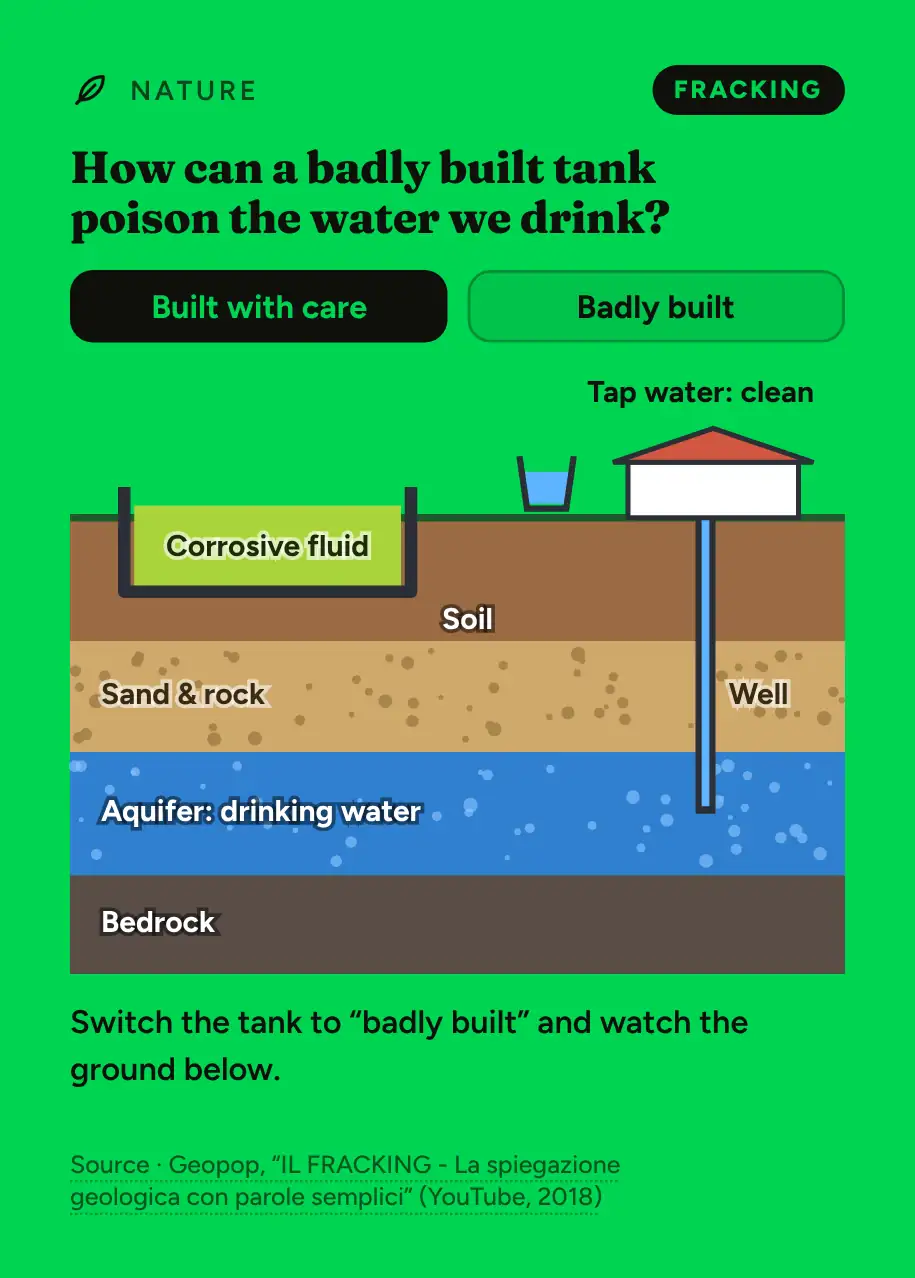 NATURE
FRACKING
How can a badly built tank
poison the water we drink?
Built with care
Badly built
Tap water: clean
Corrosive fluid
Soil
Sand & rock
Well
Aquifer: drinking water
Bedrock
Switch the tank to “badly built” and watch the
ground below.
Source · Geopop, “IL FRACKING - La spiegazione
geologica con parole semplici” (YouTube, 2018)